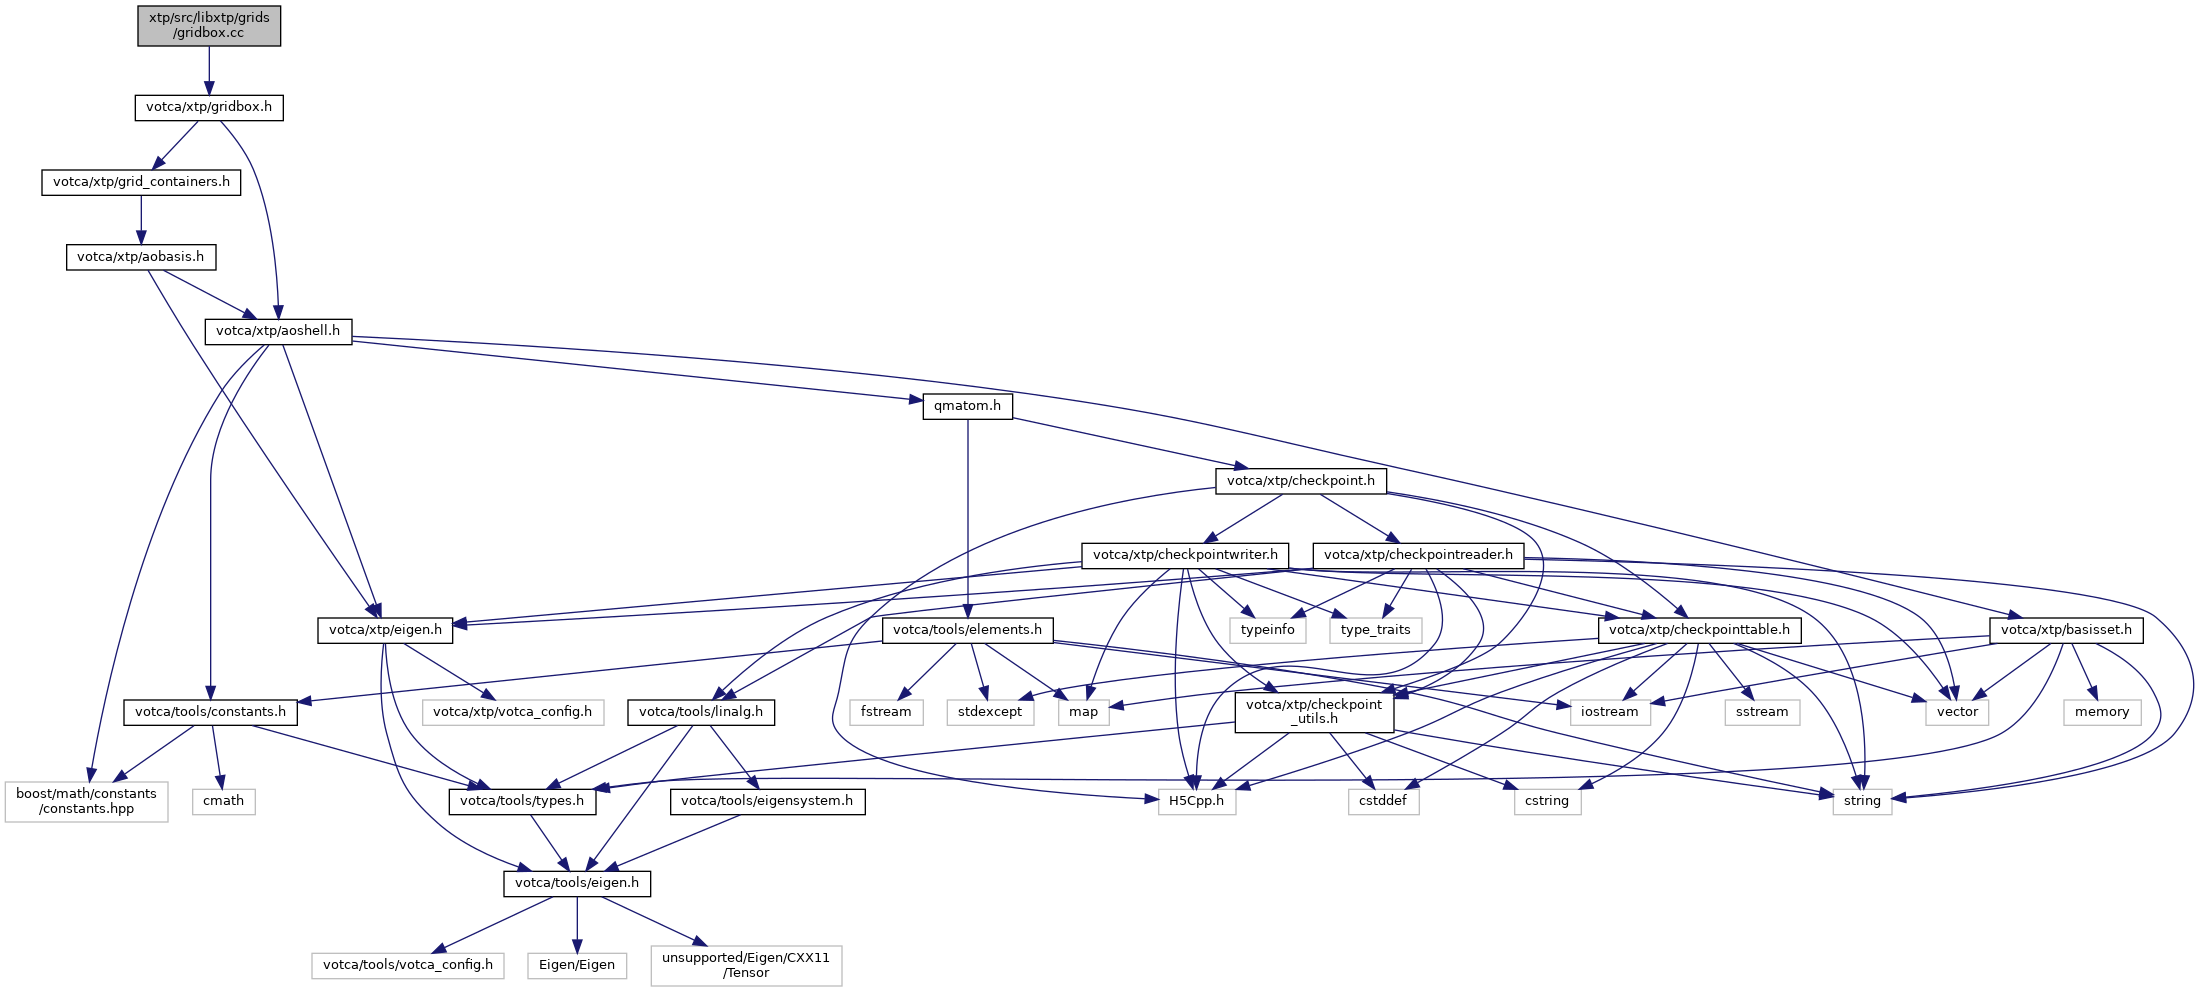 xtp/src/libxtp/grids
/gridbox.cc
votca/xtp/gridbox.h
votca/xtp/grid_containers.h
votca/xtp/aobasis.h
votca/xtp/aoshell.h
qmatom.h
votca/xtp/checkpoint.h
votca/xtp/checkpointwriter.h
votca/xtp/checkpointreader.h
votca/xtp/eigen.h
votca/tools/elements.h
typeinfo
type_traits
votca/xtp/checkpointtable.h
votca/xtp/basisset.h
votca/tools/constants.h
votca/xtp/votca_config.h
votca/tools/linalg.h
fstream
stdexcept
map
votca/xtp/checkpoint
_utils.h
iostream
sstream
vector
memory
boost/math/constants
/constants.hpp
cmath
votca/tools/types.h
votca/tools/eigensystem.h
H5Cpp.h
cstddef
cstring
string
votca/tools/eigen.h
votca/tools/votca_config.h
Eigen/Eigen
unsupported/Eigen/CXX11
/Tensor